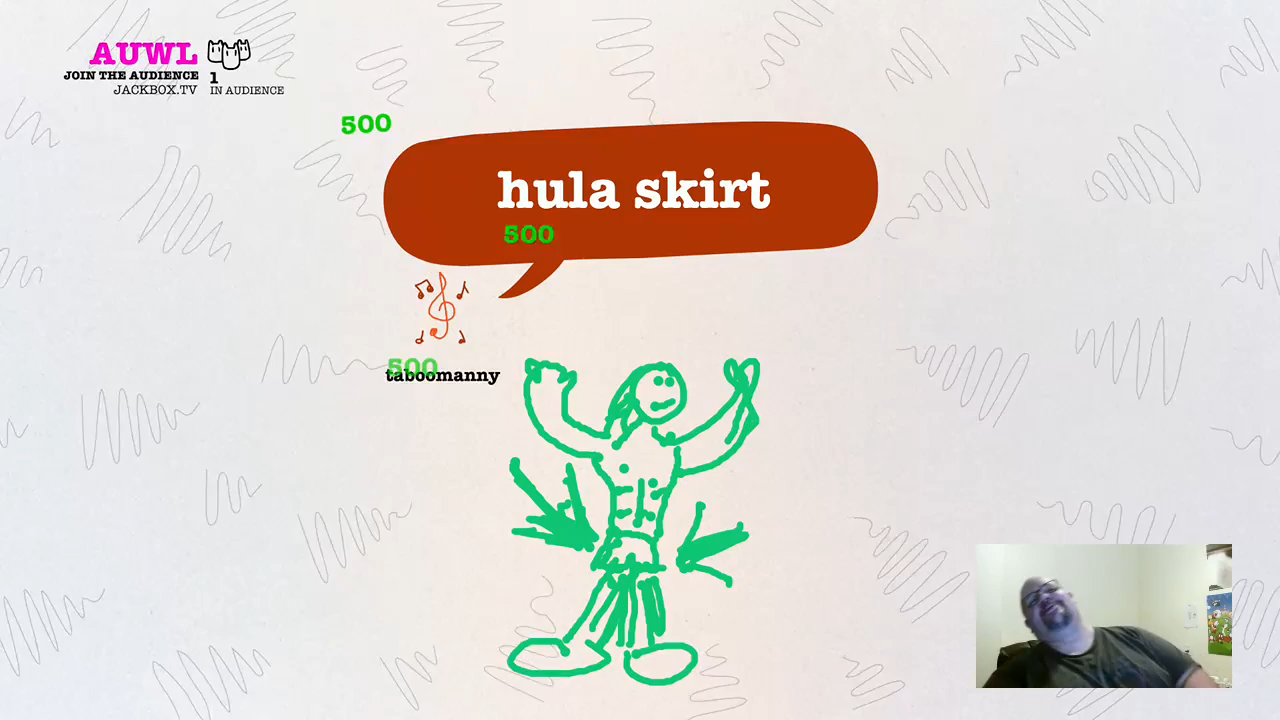 AUWL
JOIN THE AUDIENCE
JACKBOX.TV
1
IN AUDIENCE
500
hula skirt
500
500
taboomanny